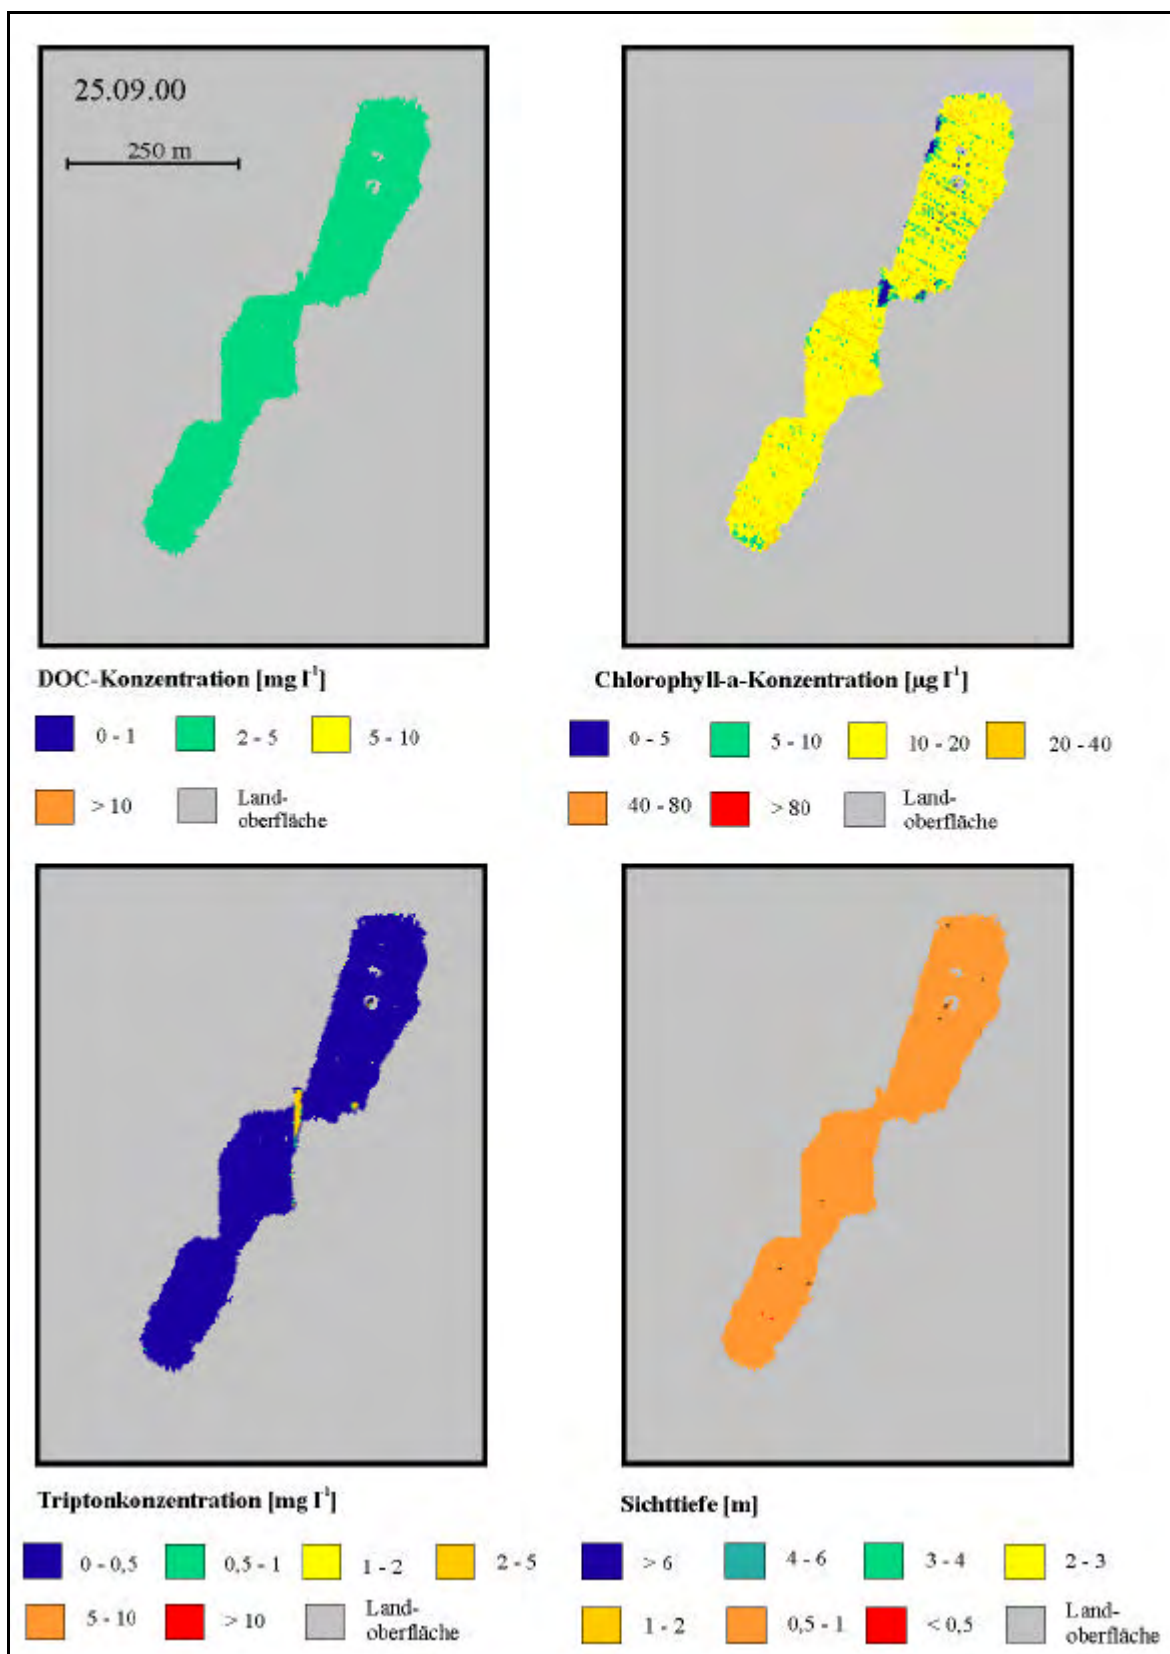 25.09.00
250 m
DOC-Konzentration [mg l⁻¹]
0 - 1
2 - 5
5 - 10
> 10
Land-
oberfläche
Chlorophyll-a-Konzentration [µg l⁻¹]
0 - 5
5 - 10
10 - 20
20 - 40
40 - 80
> 80
Land-
oberfläche
Triptonkonzentration [mg l⁻¹]
0 - 0,5
0,5 - 1
1 - 2
2 - 5
5 - 10
> 10
Land-
oberfläche
Sichttiefe [m]
> 6
4 - 6
3 - 4
2 - 3
1 - 2
0,5 - 1
< 0,5
Land-
oberfläche